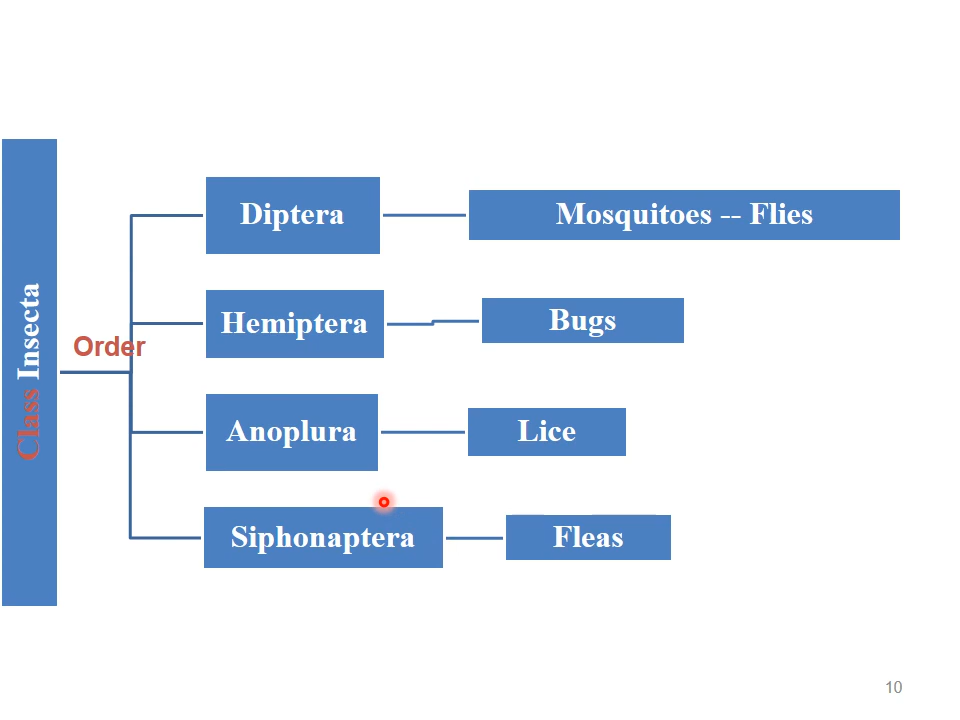 Class Insecta
Order
Diptera
Mosquitoes -- Flies
Hemiptera
Bugs
Anoplura
Lice
Siphonaptera
Fleas
10